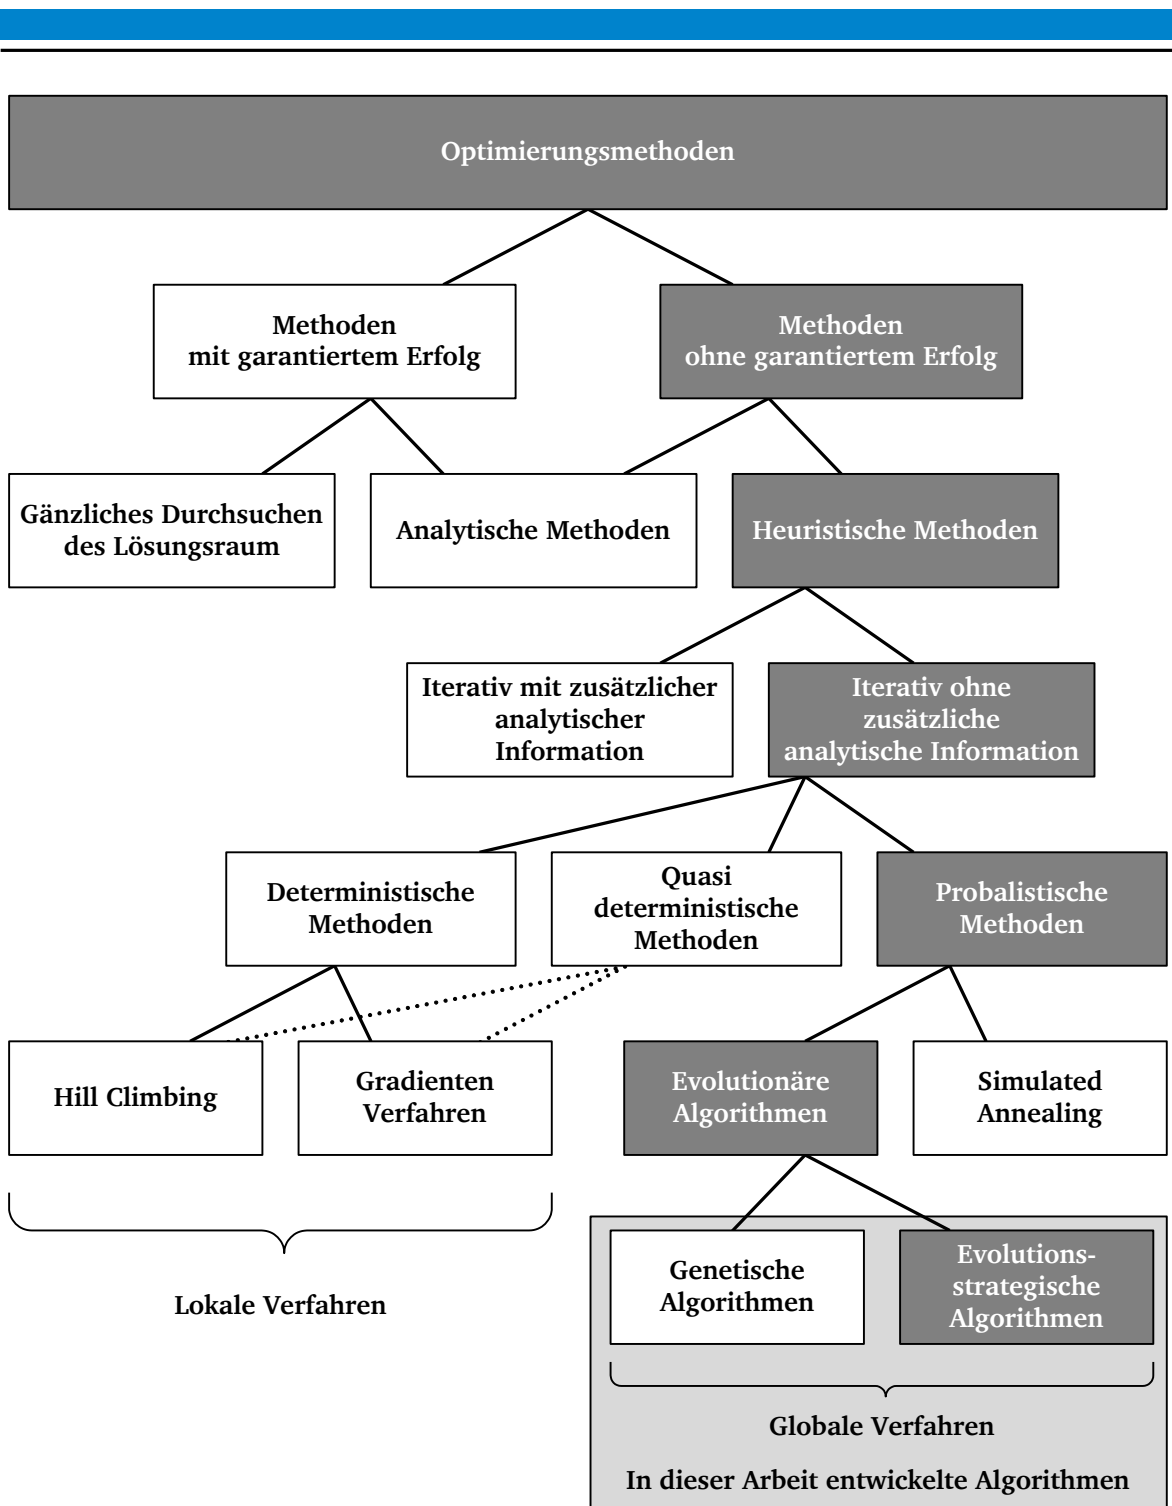 Optimierungsmethoden
Methoden
mit garantiertem Erfolg
Methoden
ohne garantiertem Erfolg
Gänzliches Durchsuchen
des Lösungsraum
Analytische Methoden
Heuristische Methoden
Iterativ mit zusätzlicher
analytischer
Information
Iterativ ohne
zusätzliche
analytische Information
Deterministische
Methoden
Quasi
deterministische
Methoden
Probalistische
Methoden
Hill Climbing
Gradienten
Verfahren
Evolutionäre
Algorithmen
Simulated
Annealing
Lokale Verfahren
Genetische
Algorithmen
Evolutions-
strategische
Algorithmen
Globale Verfahren
In dieser Arbeit entwickelte Algorithmen